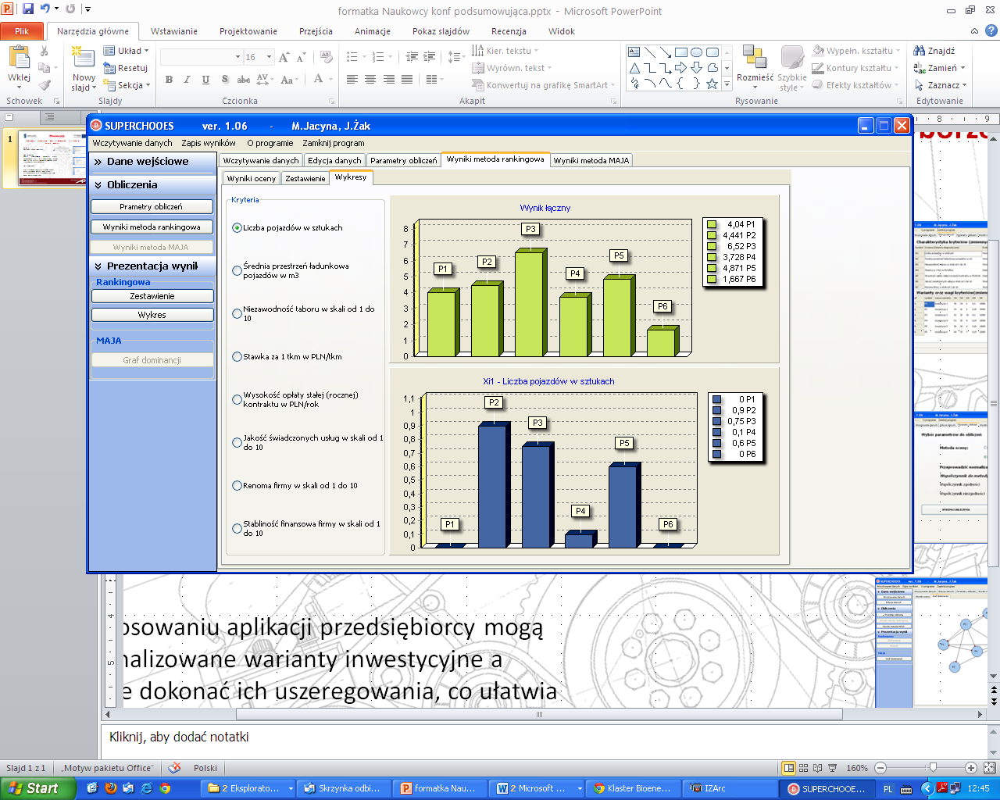 formatka Naukowcy konf podsumowująca.pptx - Microsoft PowerPoint
Plik
Narzędzia główne
Wstawianie
Projektowanie
Przejścia
Animacje
Pokaz slajdów
Recenzja
Widok
Wklej
Schowek
Nowy slajd
Układ
Resetuj
Sekcja
Slajdy
16
Czcionka
Kier. tekstu
Wyrówn. tekst
Konwertuj na grafikę SmartArt
Akapit
Rozmieść
Szybkie style
Wypełn. kształtu
Kontury kształtu
Efekty kształtów
Rysowanie
Znajdź
Zamień
Zaznacz
Edytowanie
1
8 9
SUPERCHOOES ver. 1.06 - M.Jacyna, J.Żak
Wczytywanie danych Zapis wyników O programie Zamknij program
Dane wejściowe
Obliczenia
Prametry obliczeń
Wyniki metoda rankingowa
Wyniki metoda MAJA
Prezentacja wynik
Rankingowa
Zestawienie
Wykres
MAJA
Graf dominancji
Wczytywanie danych
Edycja danych
Parametry obliczeń
Wyniki metoda rankingowa
Wyniki metoda MAJA
Wyniki oceny
Zestawienie
Wykresy
Kryteria
Liczba pojazdów w sztukach
Średnia przestrzeń ładunkowa
pojazdów w m3
Niezawodność taboru w skali od 1 do
10
Stawka za 1 tkm w PLN/tkm
Wysokość opłaty stałej (rocznej)
kontraktu w PLN/rok
Jakość świadczonych usług w skali od 1
do 10
Renoma firmy w skali od 1 do 10
Stablność finansowa firmy w skali od 1
do 10
Wynik łączny
8
7
6
5
4
3
2
1
0
P1
P2
P3
P4
P5
P6
4,04 P1
4,441 P2
6,52 P3
3,728 P4
4,871 P5
1,667 P6
Xi1 - Liczba pojazdów w sztukach
1,1
1
0,9
0,8
0,7
0,6
0,5
0,4
0,3
0,2
0,1
0
P1
P2
P3
P4
P5
P6
0 P1
0,9 P2
0,75 P3
0,1 P4
0,6 P5
0 P6
osowaniu aplikacji przedsiębiorcy mogą
nalizowane warianty inwestycyjne a
e dokonać ich uszeregowania, co ułatwia
4
5
Kliknij, aby dodać notatki
Slajd 1 z 1
„Motyw pakietu Office”
Polski
160%
Start
2 Eksplorato...
Skrzynka odbi...
formatka Nau...
2 Microsoft ...
Klaster Bioene...
IZArc
SUPERCHOOE...
PL
12:45